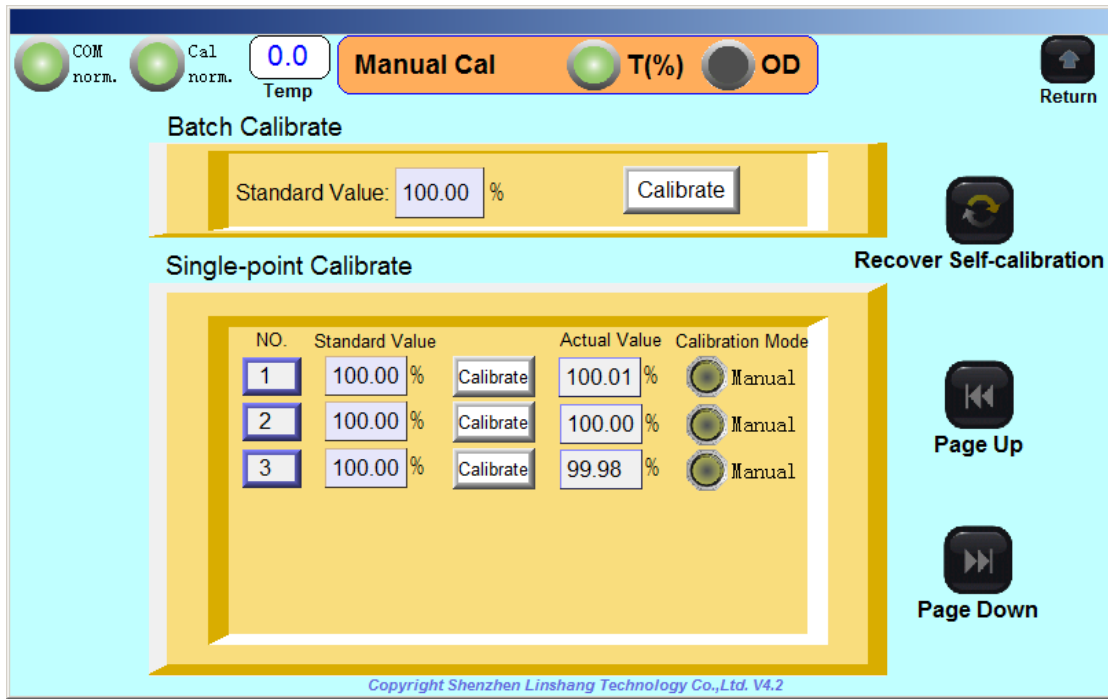 COM norm. Cal norm. 0.0 Temp Manual Cal T(%) OD Return
Batch Calibrate
Standard Value: 100.00 % Calibrate
Recover Self-calibration
Single-point Calibrate
NO. Standard Value Actual Value Calibration Mode
1 100.00 % Calibrate 100.01 % Manual
2 100.00 % Calibrate 100.00 % Manual
3 100.00 % Calibrate 99.98 % Manual
Page Up
Page Down
Copyright Shenzhen Linshang Technology Co.,Ltd. V4.2